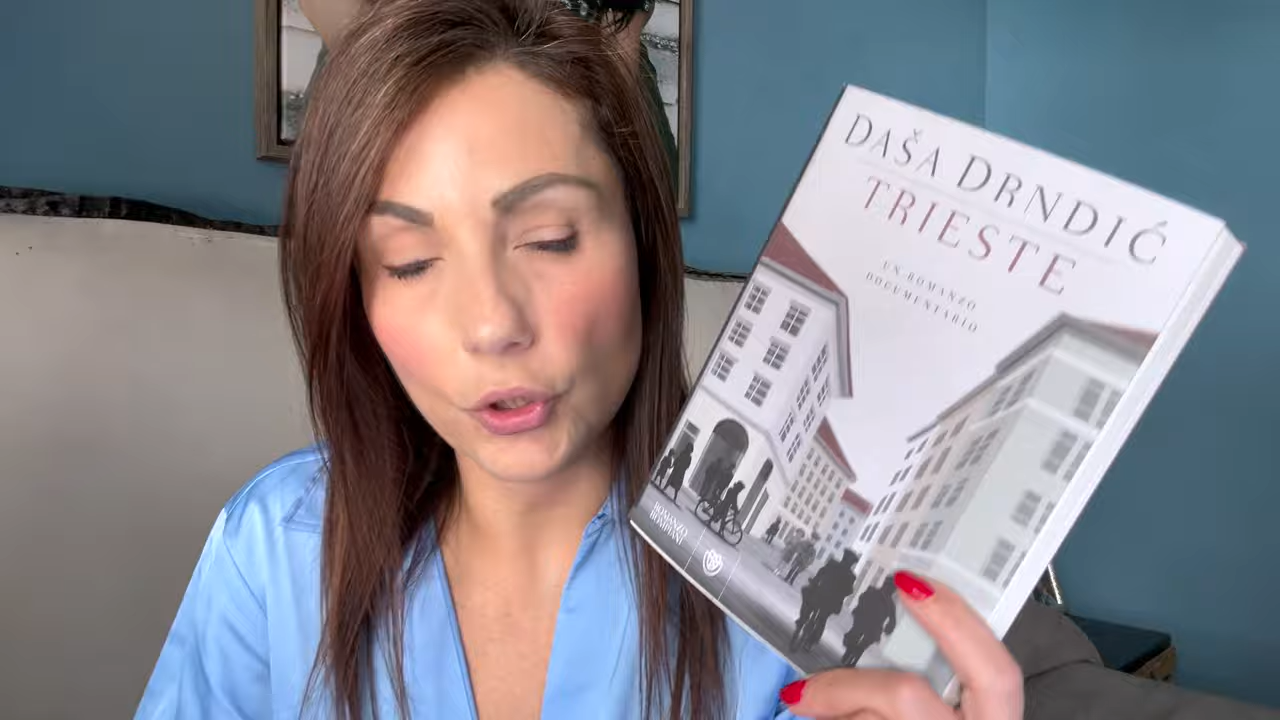 DAŠA DRNDIĆ
TRIESTE
UN ROMANZO
DOCUMENTARIO
ROMANZO
BOMPIANI